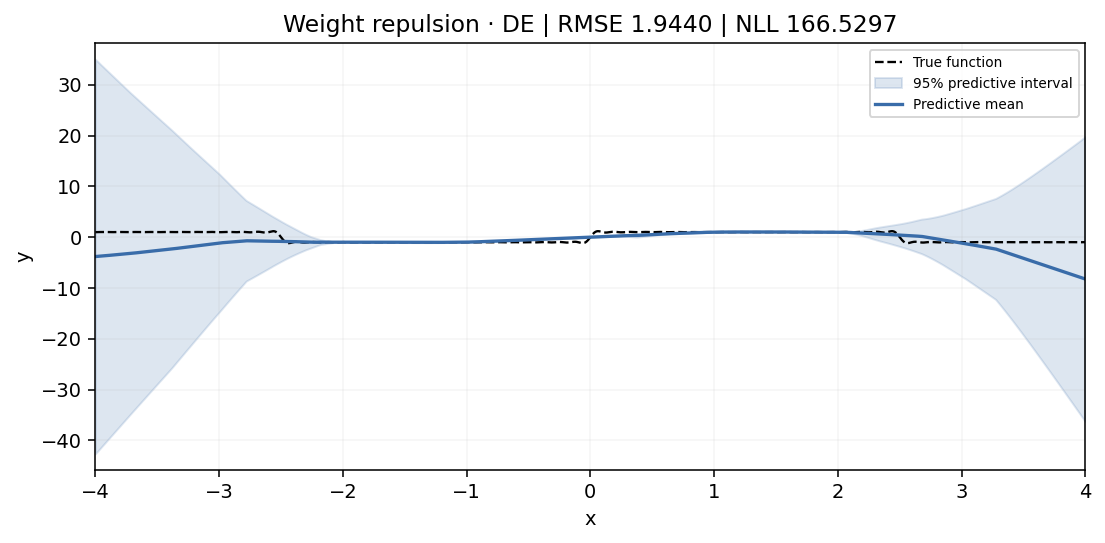 Weight repulsion · DE | RMSE 1.9440 | NLL 166.5297
True function
95% predictive interval
Predictive mean
30
20
10
0
−10
−20
−30
−40
y
−4 −3 −2 −1 0 1 2 3 4
x